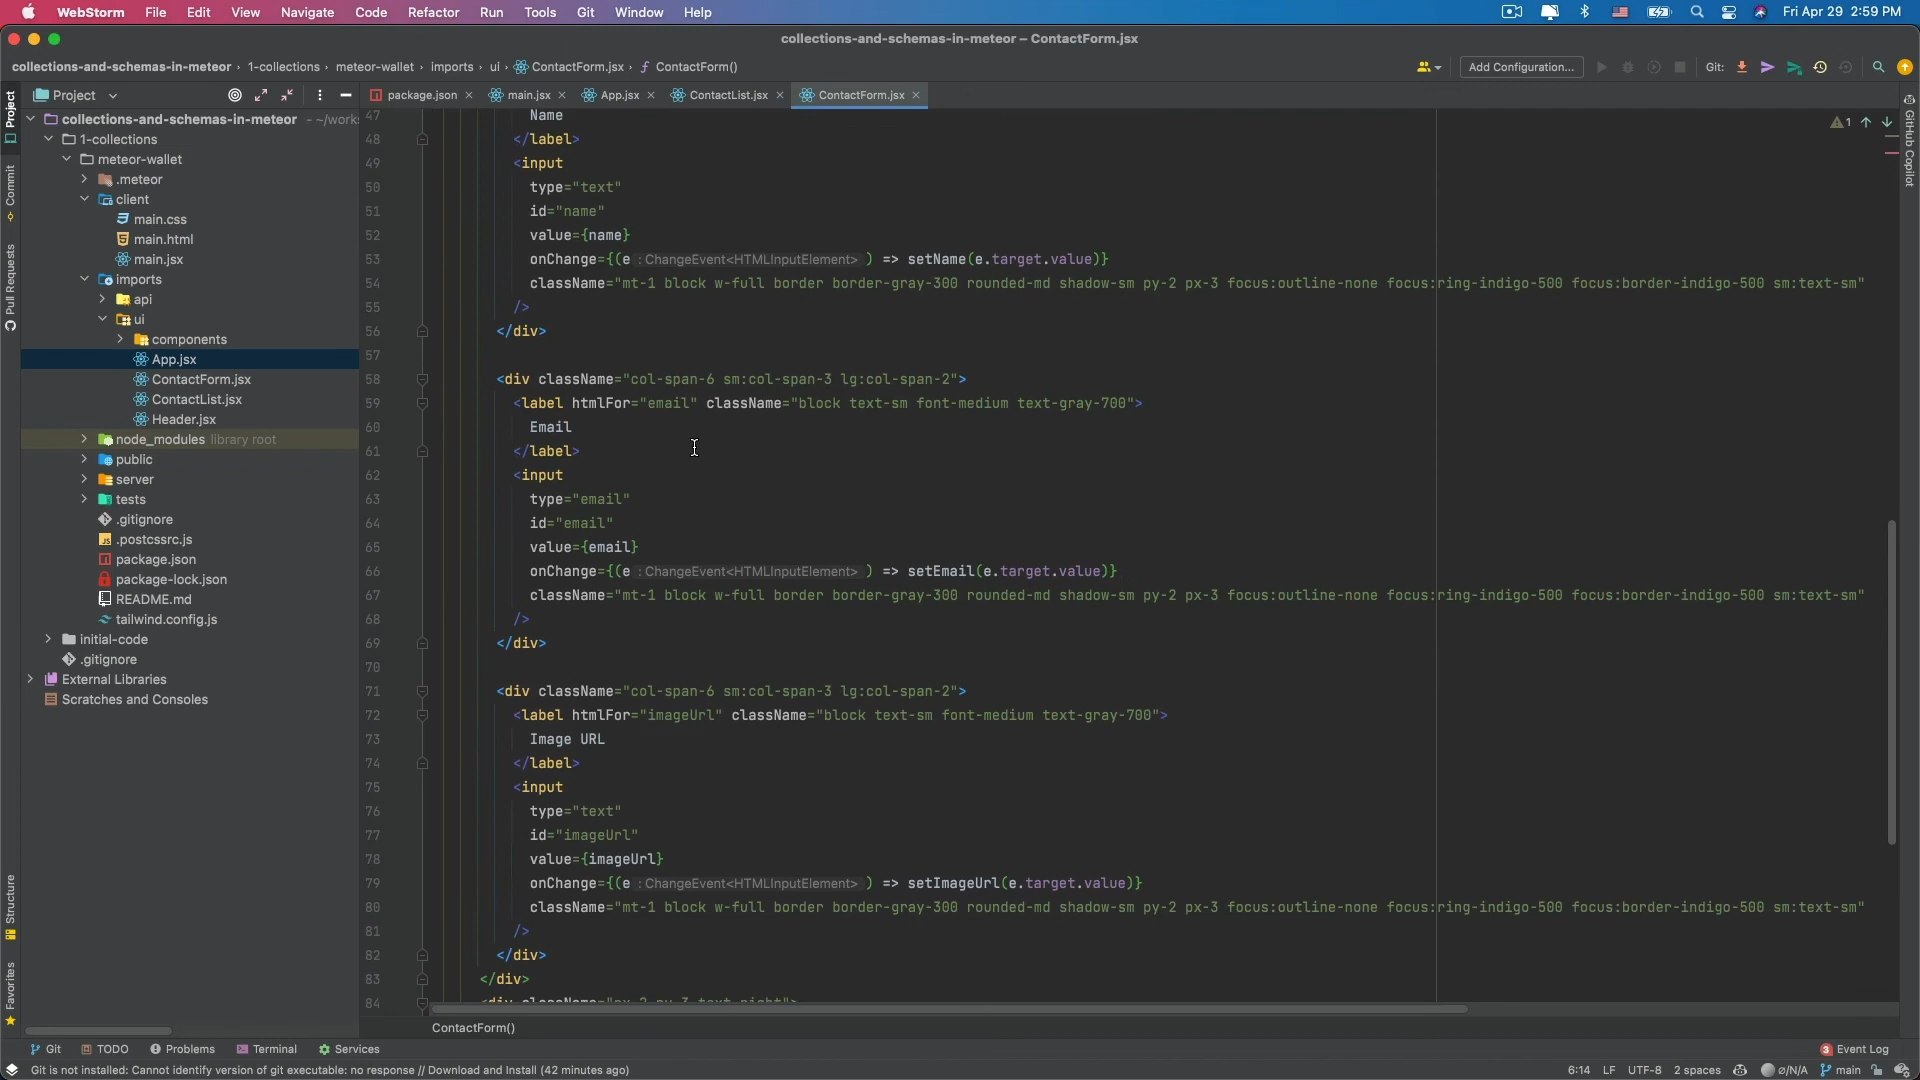 WebStorm File Edit View Navigate Code Refactor Run Tools Git Window Help
Fri Apr 29 2:59 PM
collections-and-schemas-in-meteor – ContactForm.jsx
collections-and-schemas-in-meteor › 1-collections › meteor-wallet › imports › ui › ContactForm.jsx › ContactForm()
Add Configuration...
Git:
Project
package.json main.jsx App.jsx ContactList.jsx ContactForm.jsx
collections-and-schemas-in-meteor - ~/works
1-collections
meteor-wallet
.meteor
client
main.css
main.html
main.jsx
imports
api
ui
components
App.jsx
ContactForm.jsx
ContactList.jsx
Header.jsx
node_modules library root
public
server
tests
.gitignore
.postcssrc.js
package.json
package-lock.json
README.md
tailwind.config.js
initial-code
.gitignore
External Libraries
Scratches and Consoles
Project
Commit
Pull Requests
Structure
Favorites
GitHub Copilot
1
47 Name
48 </label>
49 <input
50 type="text"
51 id="name"
52 value={name}
53 onChange={(e : ChangeEvent<HTMLInputElement> ) => setName(e.target.value)}
54 className="mt-1 block w-full border border-gray-300 rounded-md shadow-sm py-2 px-3 focus:outline-none focus:ring-indigo-500 focus:border-indigo-500 sm:text-sm"
55 />
56 </div>
57
58 <div className="col-span-6 sm:col-span-3 lg:col-span-2">
59 <label htmlFor="email" className="block text-sm font-medium text-gray-700">
60 Email
61 </label>
62 <input
63 type="email"
64 id="email"
65 value={email}
66 onChange={(e : ChangeEvent<HTMLInputElement> ) => setEmail(e.target.value)}
67 className="mt-1 block w-full border border-gray-300 rounded-md shadow-sm py-2 px-3 focus:outline-none focus:ring-indigo-500 focus:border-indigo-500 sm:text-sm"
68 />
69 </div>
70
71 <div className="col-span-6 sm:col-span-3 lg:col-span-2">
72 <label htmlFor="imageUrl" className="block text-sm font-medium text-gray-700">
73 Image URL
74 </label>
75 <input
76 type="text"
77 id="imageUrl"
78 value={imageUrl}
79 onChange={(e : ChangeEvent<HTMLInputElement> ) => setImageUrl(e.target.value)}
80 className="mt-1 block w-full border border-gray-300 rounded-md shadow-sm py-2 px-3 focus:outline-none focus:ring-indigo-500 focus:border-indigo-500 sm:text-sm"
81 />
82 </div>
83 </div>
84 <div className="px-2 py-3 text-right">
ContactForm()
Git TODO Problems Terminal Services
3 Event Log
Git is not installed: Cannot identify version of git executable: no response // Download and Install (42 minutes ago)
6:14 LF UTF-8 2 spaces ⌀/N/A main